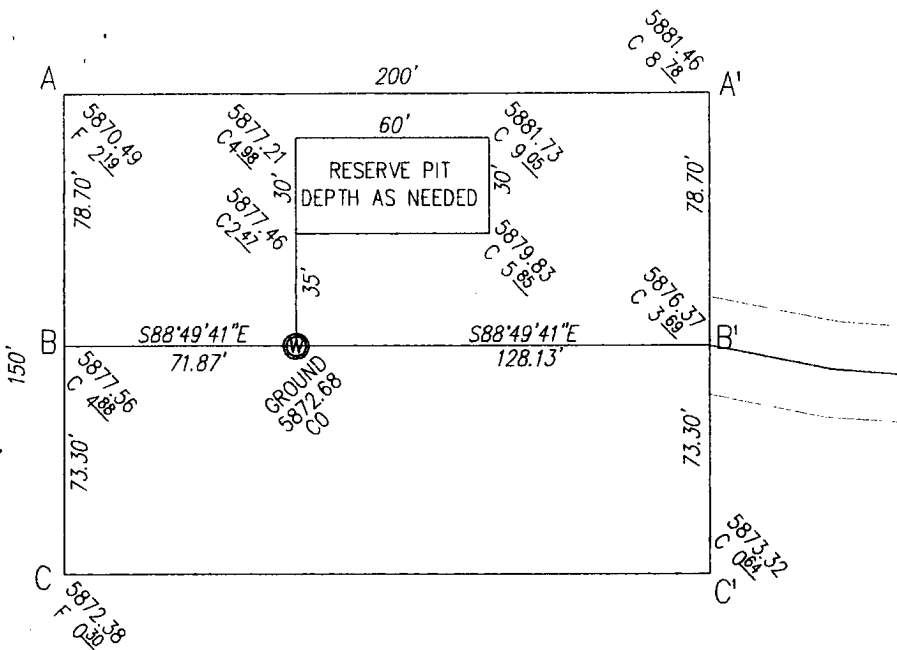 A
200'
5881.46
C 8.78
A'
5870.49
F 2.19
5877.21
C4.98
60'
5881.73
C 9.05
78.70'
30'
RESERVE PIT
DEPTH AS NEEDED
30'
78.70'
5877.46
C2.47
5879.83
C 5.85
35'
5876.37
C 3.69
B
S88°49'41"E
71.87'
W
S88°49'41"E
128.13'
B'
150'
5877.56
C 4.88
GROUND
5872.68
C0
73.30'
73.30'
5873.32
C 0.64
C
C'
5872.38
F 0.30